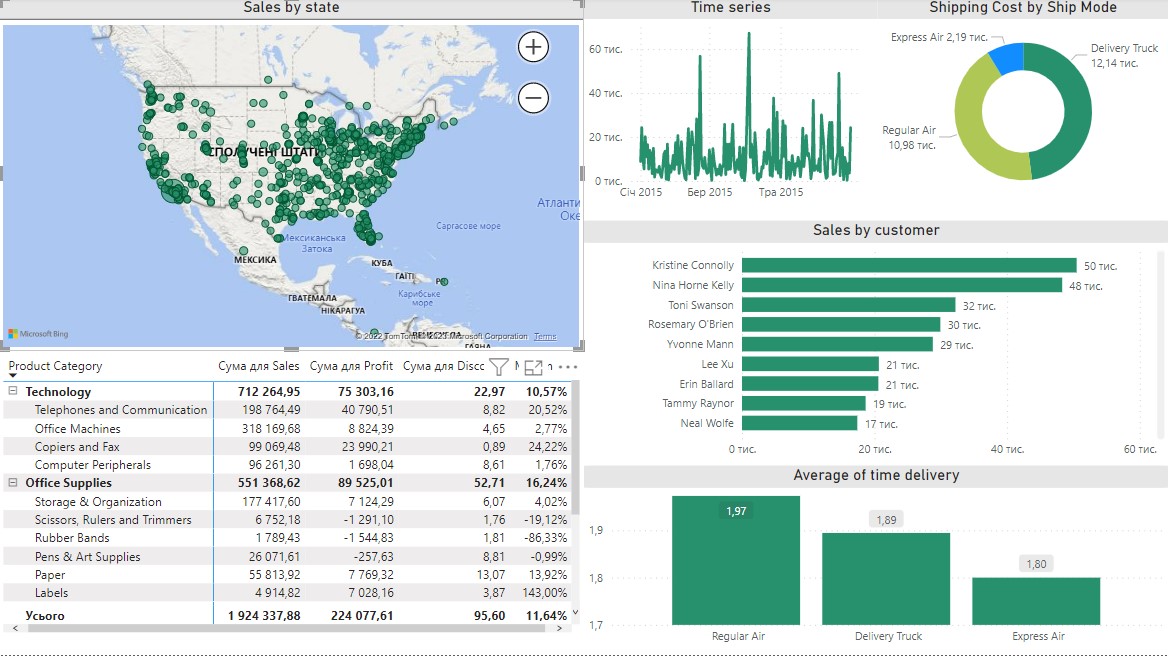 Sales by state
СПОЛУЧЕНІ ШТАТИ
Атланти
Оке
Саргасове море
Мексиканська
Затока
МЕКСИКА
КУБА
ГАЇТІ
Карибське
море
ГВАТЕМАЛА
НІКАРАГУА
ВЕНЕСУЕЛА
Microsoft Bing
Microsoft Corporation Terms
Time series
60 тис.
40 тис.
20 тис.
0 тис.
Січ 2015 Бер 2015 Тра 2015
Shipping Cost by Ship Mode
Express Air 2,19 тис.
Delivery Truck
12,14 тис.
Regular Air
10,98 тис.
Sales by customer
Kristine Connolly 50 тис.
Nina Horne Kelly 48 тис.
Toni Swanson 32 тис.
Rosemary O'Brien 30 тис.
Yvonne Mann 29 тис.
Lee Xu 21 тис.
Erin Ballard 21 тис.
Tammy Raynor 19 тис.
Neal Wolfe 17 тис.
0 тис. 20 тис. 40 тис. 60 тис.
Product Category Сума для Sales Сума для Profit Сума для Discc
Technology 712 264,95 75 303,16 22,97 10,57%
Telephones and Communication 198 764,49 40 790,51 8,82 20,52%
Office Machines 318 169,68 8 824,39 4,65 2,77%
Copiers and Fax 99 069,48 23 990,21 0,89 24,22%
Computer Peripherals 96 261,30 1 698,04 8,61 1,76%
Office Supplies 551 368,62 89 525,01 52,71 16,24%
Storage & Organization 177 417,60 7 124,29 6,07 4,02%
Scissors, Rulers and Trimmers 6 752,18 -1 291,10 1,76 -19,12%
Rubber Bands 1 789,43 -1 544,83 1,81 -86,33%
Pens & Art Supplies 26 071,61 -257,63 8,81 -0,99%
Paper 55 813,92 7 769,32 13,07 13,92%
Labels 4 914,82 7 028,16 3,87 143,00%
Усього 1 924 337,88 224 077,61 95,60 11,64%
Average of time delivery
1,9
1,8
1,7
1,97
1,89
1,80
Regular Air Delivery Truck Express Air